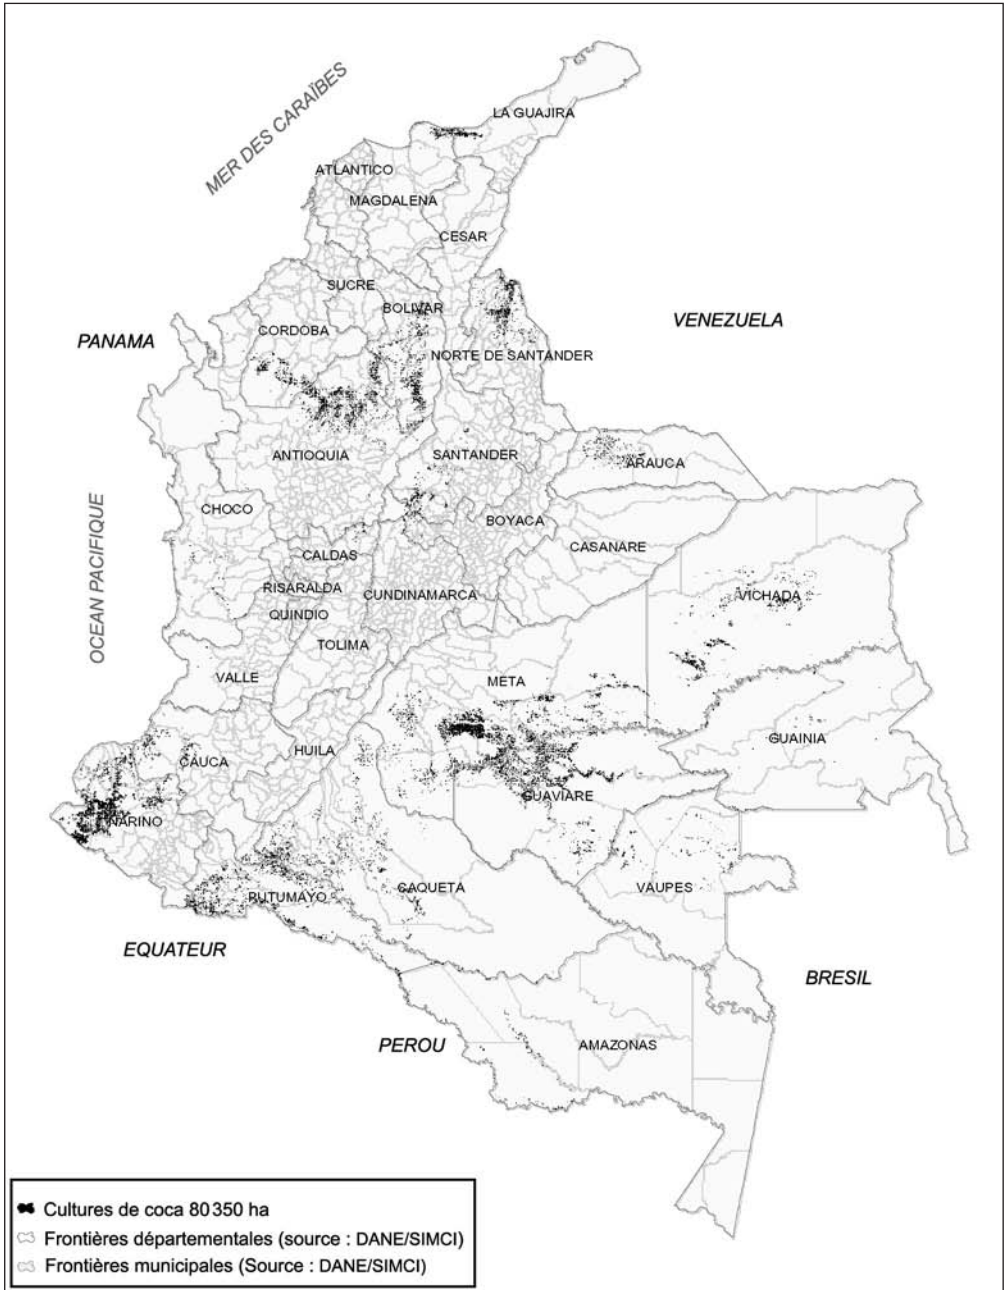 MER DES CARAÏBES
LA GUAJIRA
ATLANTICO
MAGDALENA
CESAR
SUCRE
BOLIVAR
CORDOBA
PANAMA
VENEZUELA
NORTE DE SANTANDER
ANTIOQUIA
SANTANDER
ARAUCA
OCEAN PACIFIQUE
CHOCO
BOYACA
CASANARE
CALDAS
RISARALDA
CUNDINAMARCA
VICHADA
QUINDIO
TOLIMA
VALLE
META
GUAINIA
HUILA
CAUCA
GUAVIARE
NARINO
PUTUMAYO
CAQUETA
VAUPES
EQUATEUR
BRESIL
PEROU
AMAZONAS
Cultures de coca 80 350 ha
Frontières départementales (source : DANE/SIMCI)
Frontières municipales (Source : DANE/SIMCI)